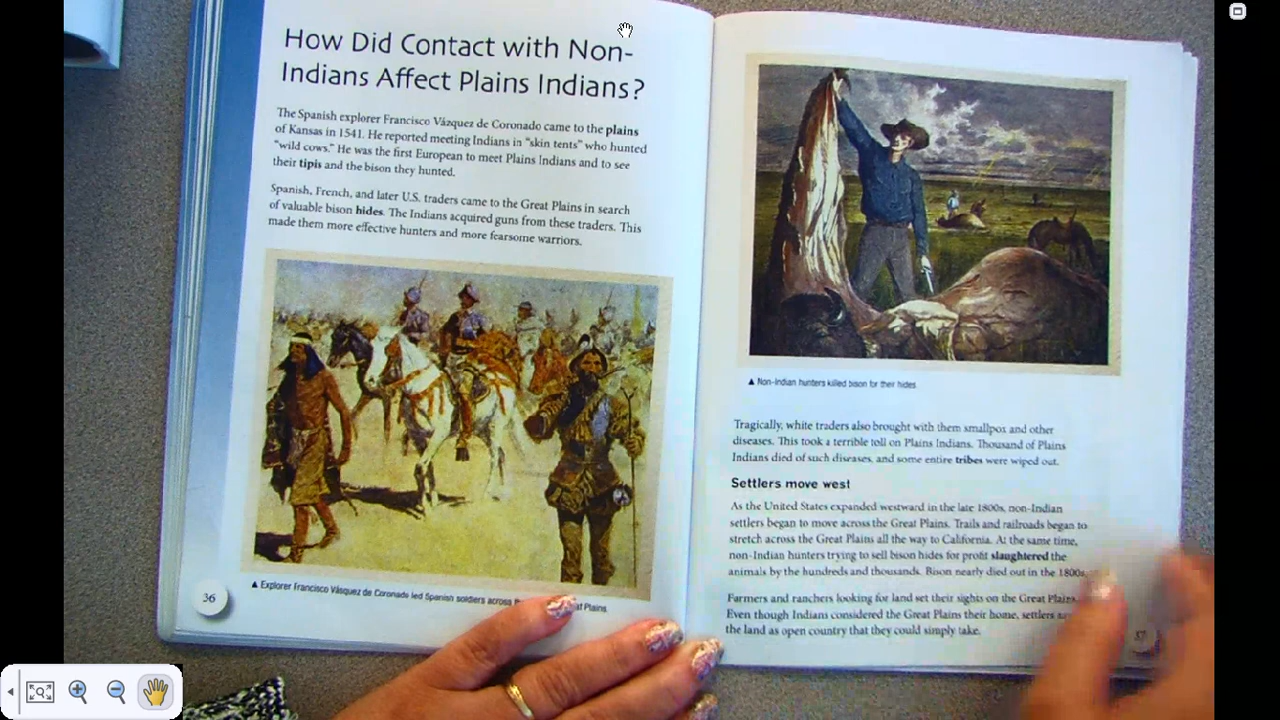 How Did Contact with Non-
Indians Affect Plains Indians?
The Spanish explorer Francisco Vázquez de Coronado came to the plains
of Kansas in 1541. He reported meeting Indians in "skin tents" who hunted
"wild cows." He was the first European to meet Plains Indians and to see
their tipis and the bison they hunted.
Spanish, French, and later U.S. traders came to the Great Plains in search
of valuable bison hides. The Indians acquired guns from these traders. This
made them more effective hunters and more fearsome warriors.
▲ Explorer Francisco Vásquez de Coronado led Spanish soldiers across Plains.
36
▲ Non-Indian hunters killed bison for their hides
Tragically, white traders also brought with them smallpox and other
diseases. This took a terrible toll on Plains Indians. Thousand of Plains
Indians died of such diseases, and some entire tribes were wiped out.
Settlers move west
As the United States expanded westward in the late 1800s, non-Indian
settlers began to move across the Great Plains. Trails and railroads began to
stretch across the Great Plains all the way to California. At the same time,
non-Indian hunters trying to sell bison hides for profit slaughtered the
animals by the hundreds and thousands. Bison nearly died out in the 1800s.
Farmers and ranchers looking for land set their sights on the Great Plains.
Even though Indians considered the Great Plains their home, settlers
the land as open country that they could simply take.
37